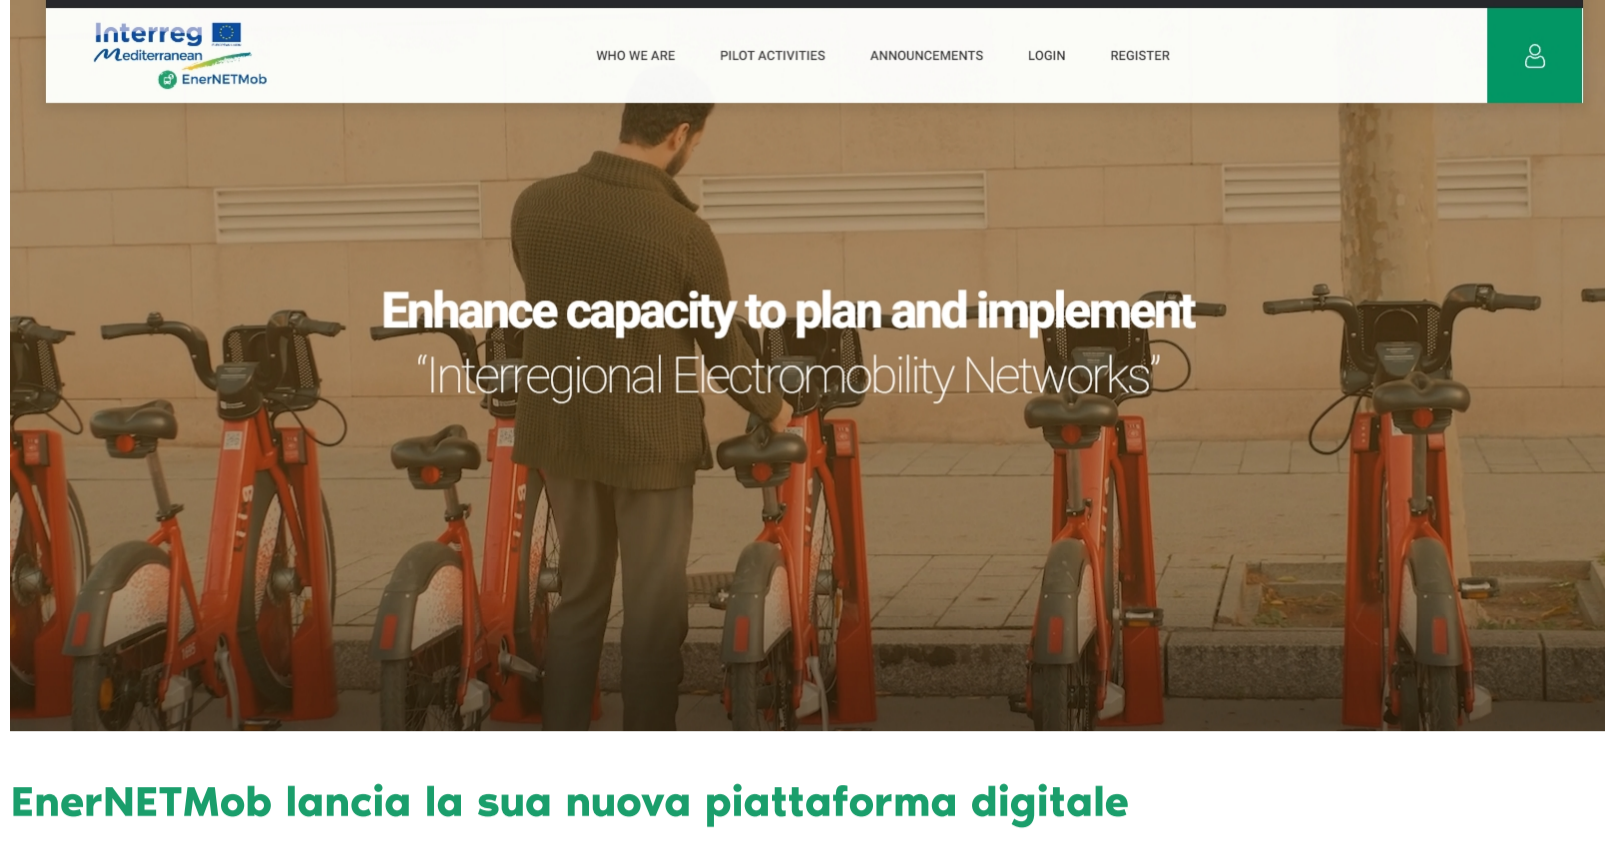 Interreg
Mediterranean
EnerNETMob
WHO WE ARE
PILOT ACTIVITIES
ANNOUNCEMENTS
LOGIN
REGISTER
Enhance capacity to plan and implement
“Interregional Electromobility Networks”
EnerNETMob lancia la sua nuova piattaforma digitale